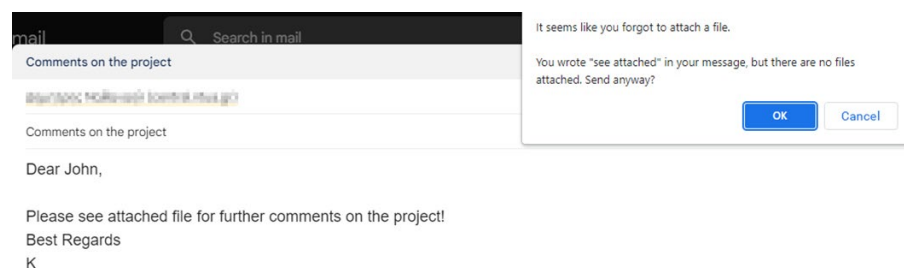 mail
Search in mail
Comments on the project
Comments on the project
Dear John,
Please see attached file for further comments on the project!
Best Regards
K
It seems like you forgot to attach a file.
You wrote "see attached" in your message, but there are no files
attached. Send anyway?
OK
Cancel